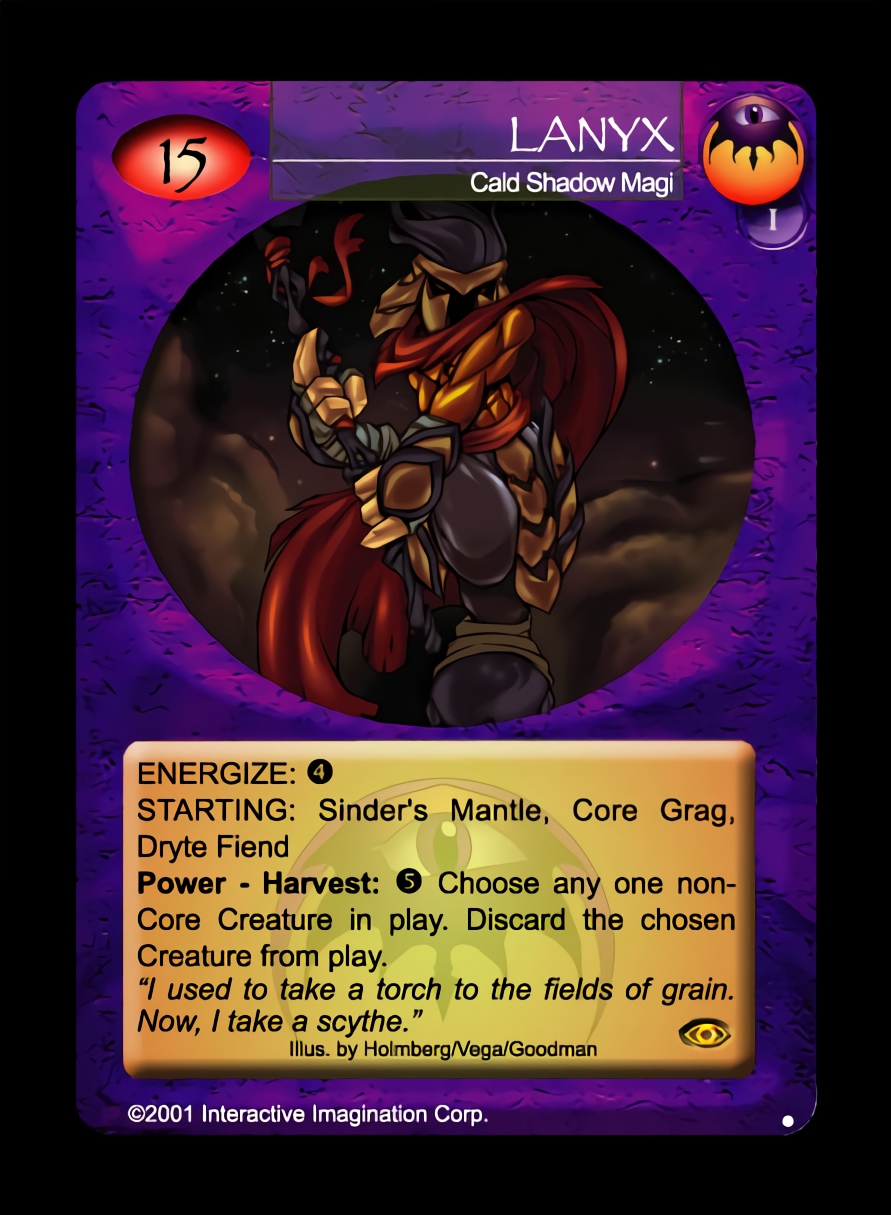 15
LANYX
Cald Shadow Magi
I
ENERGIZE: ❹
STARTING: Sinder's Mantle, Core Grag,
Dryte Fiend
Power - Harvest: ❺ Choose any one non-
Core Creature in play. Discard the chosen
Creature from play.
“I used to take a torch to the fields of grain.
Now, I take a scythe.”
Illus. by Holmberg/Vega/Goodman
©2001 Interactive Imagination Corp.